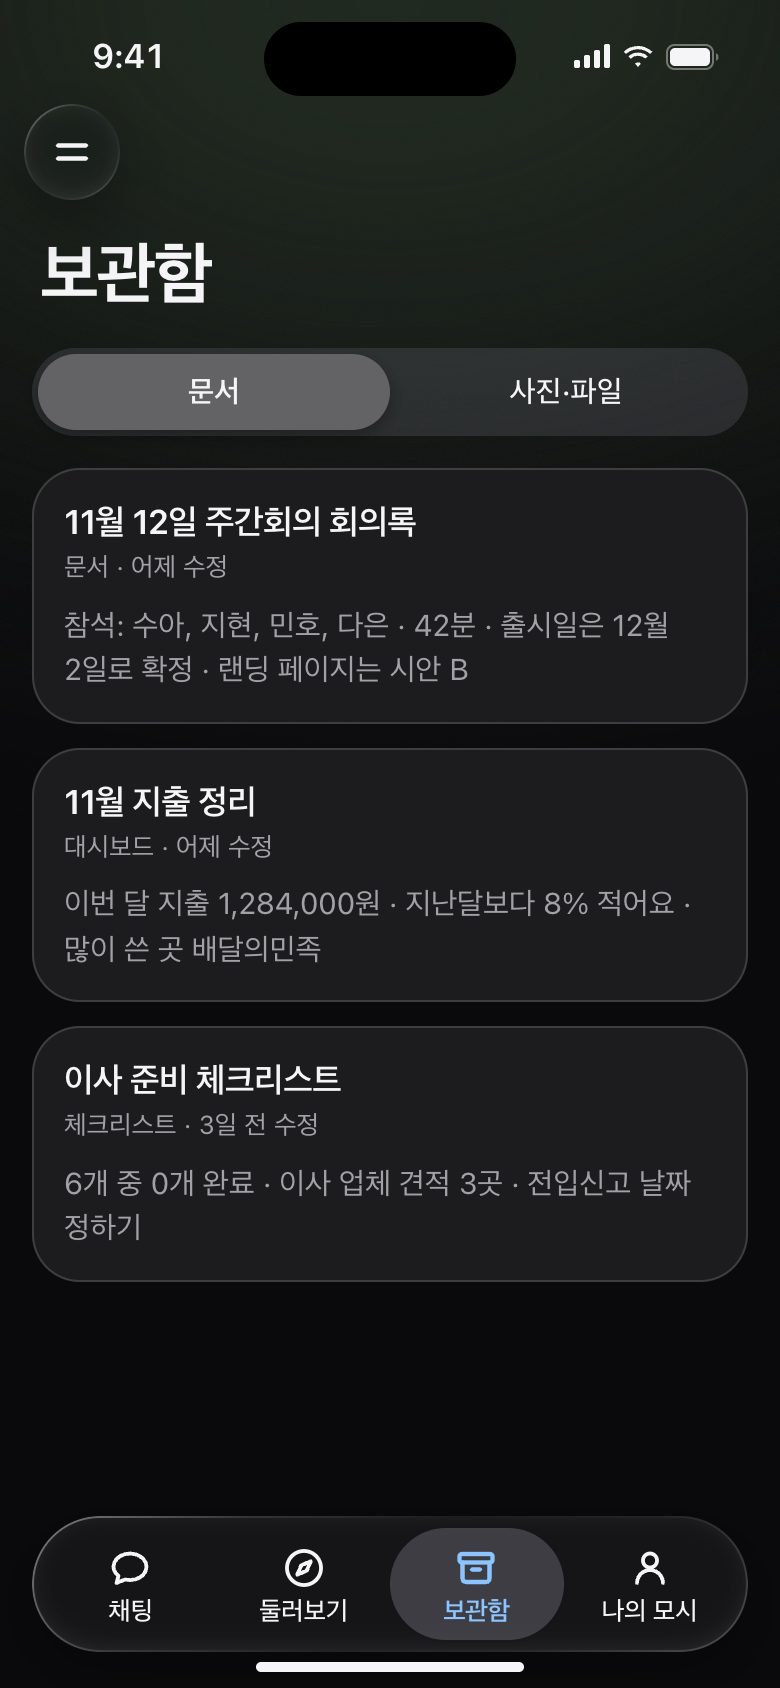 9:41
보관함
문서
사진·파일
11월 12일 주간회의 회의록
문서 · 어제 수정
참석: 수아, 지현, 민호, 다은 · 42분 · 출시일은 12월
2일로 확정 · 랜딩 페이지는 시안 B
11월 지출 정리
대시보드 · 어제 수정
이번 달 지출 1,284,000원 · 지난달보다 8% 적어요 ·
많이 쓴 곳 배달의민족
이사 준비 체크리스트
체크리스트 · 3일 전 수정
6개 중 0개 완료 · 이사 업체 견적 3곳 · 전입신고 날짜
정하기
채팅
둘러보기
보관함
나의 모시